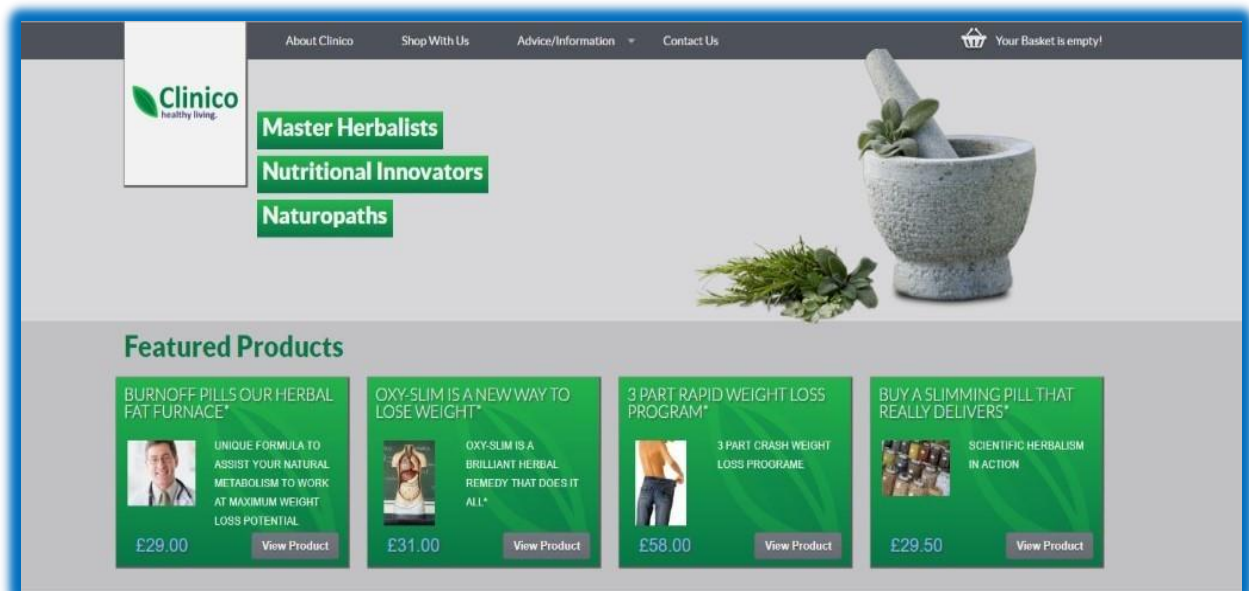 About Clinico
Shop With Us
Advice/Information
Contact Us
Your Basket is empty!
Clinico
healthy living.
Master Herbalists
Nutritional Innovators
Naturopaths
Featured Products
BURNOFF PILLS OUR HERBAL
FAT FURNACE*
UNIQUE FORMULA TO
ASSIST YOUR NATURAL
METABOLISM TO WORK
AT MAXIMUM WEIGHT
LOSS POTENTIAL
£29.00
View Product
OXY-SLIM IS A NEW WAY TO
LOSE WEIGHT*
OXY-SLIM IS A
BRILLIANT HERBAL
REMEDY THAT DOES IT
ALL*
£31.00
View Product
3 PART RAPID WEIGHT LOSS
PROGRAM*
3 PART CRASH WEIGHT
LOSS PROGRAME
£58.00
View Product
BUY A SLIMMING PILL THAT
REALLY DELIVERS*
SCIENTIFIC HERBALISM
IN ACTION
£29.50
View Product